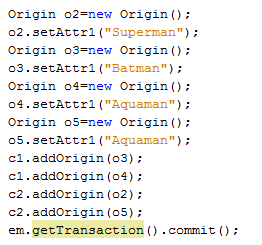 Origin o2=new Origin();
o2.setAttr1("Superman");
Origin o3=new Origin();
o3.setAttr1("Batman");
Origin o4=new Origin();
o4.setAttr1("Aquaman");
Origin o5=new Origin();
o5.setAttr1("Aquaman");
c1.addOrigin(o3);
c1.addOrigin(o4);
c2.addOrigin(o2);
c2.addOrigin(o5);
em.getTransaction().commit();